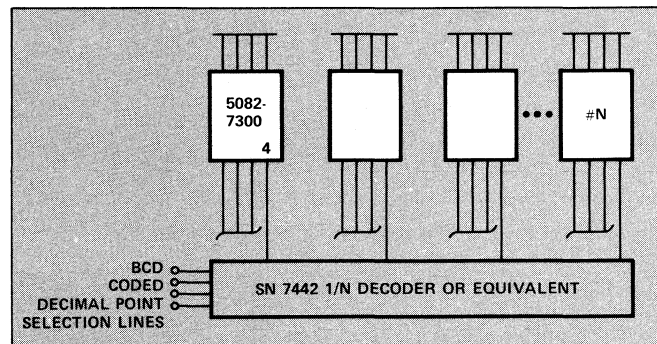 5082-
7300
4
#N
BCD
CODED
DECIMAL POINT
SELECTION LINES
SN 7442 1/N DECODER OR EQUIVALENT